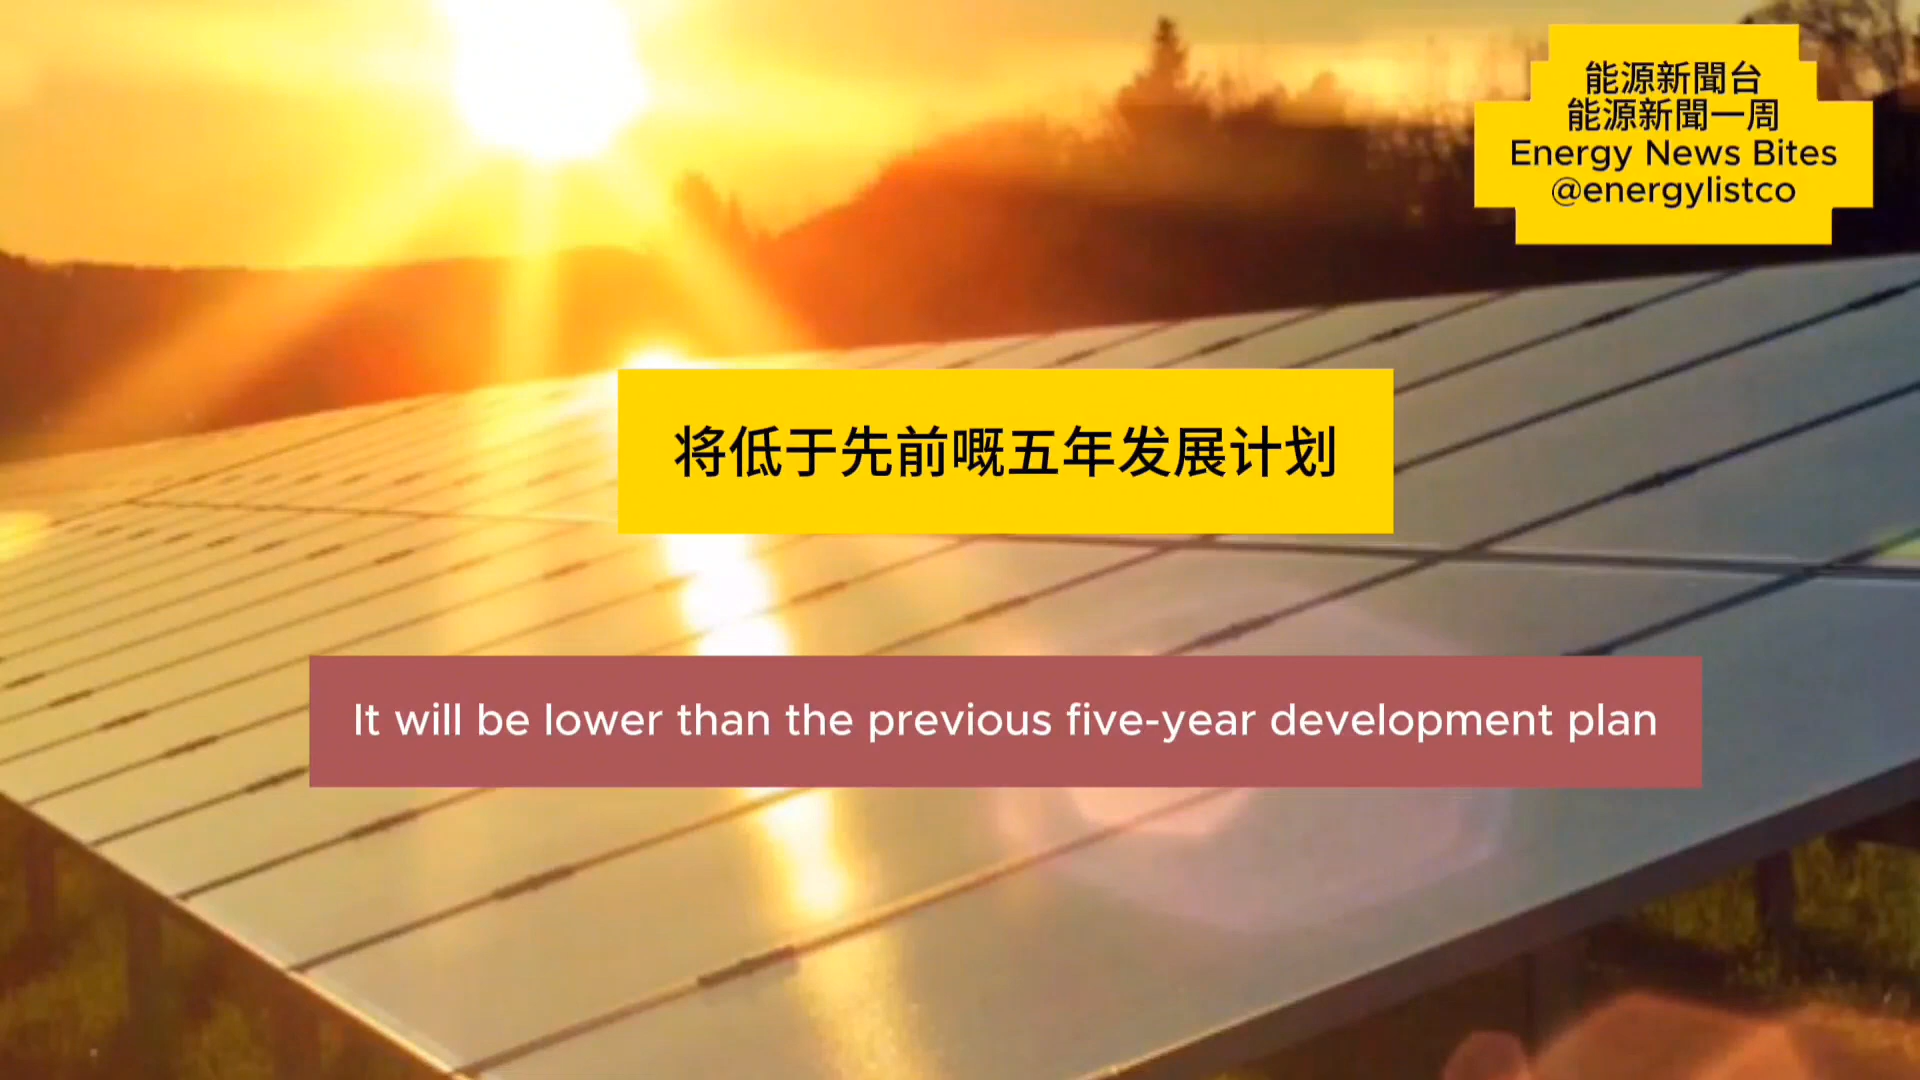 能源新聞台
能源新聞一周
Energy News Bites
@energylistco
将低于先前嘅五年发展计划
It will be lower than the previous five-year development plan